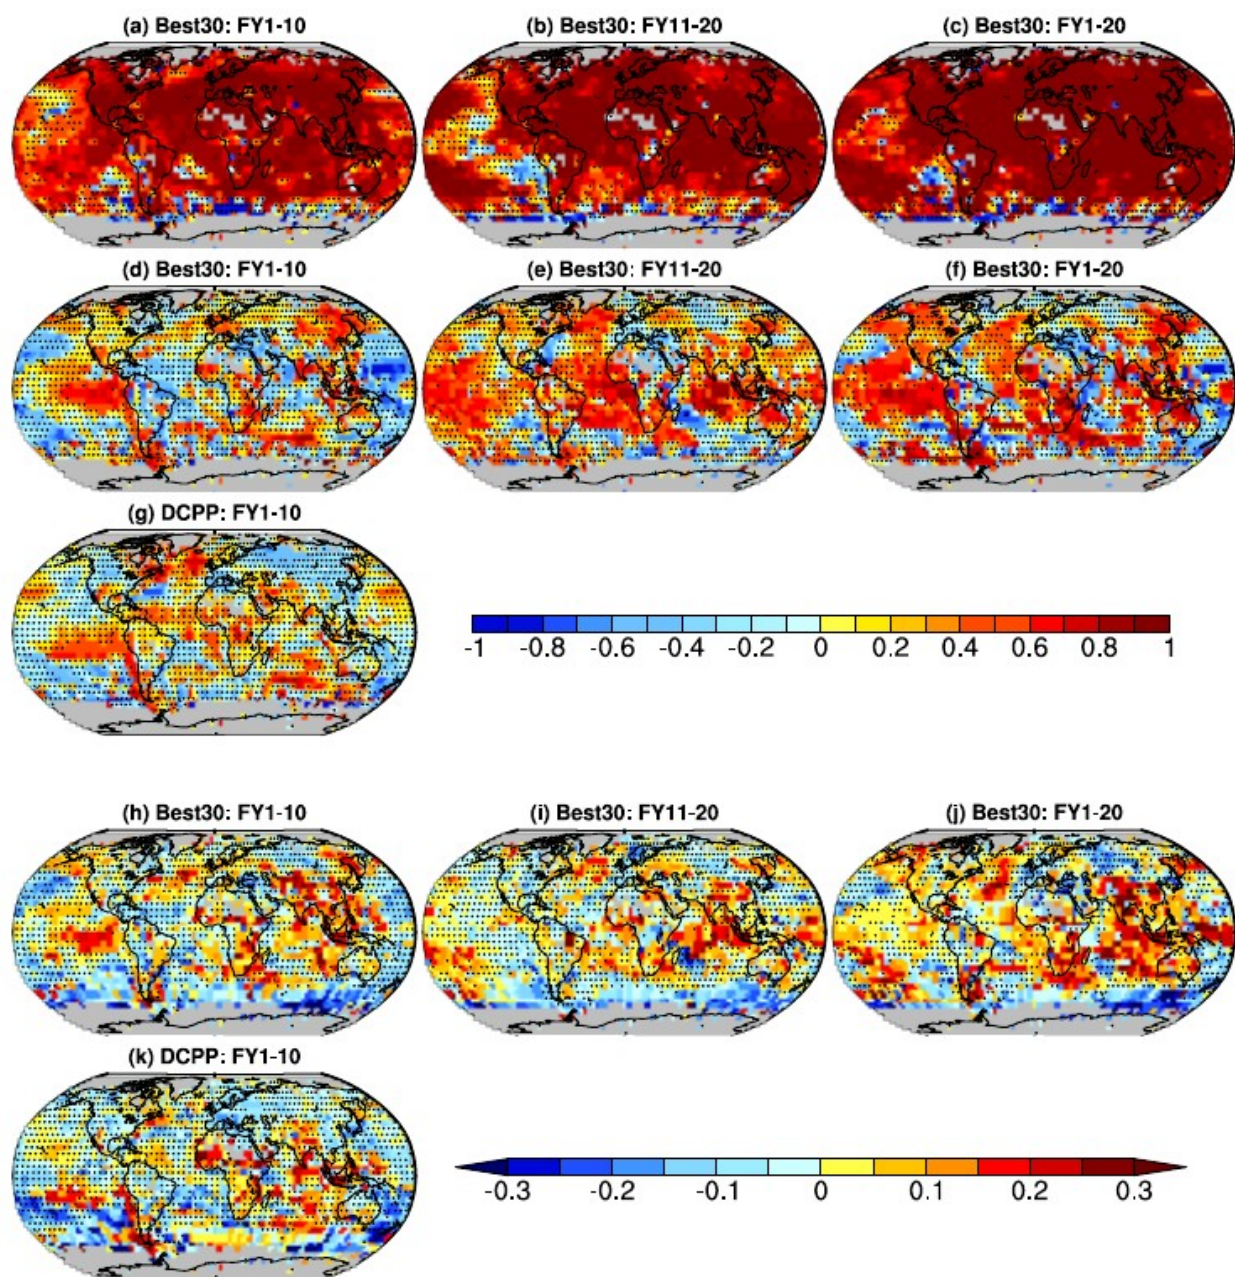 (a) Best30: FY1-10 (b) Best30: FY11-20 (c) Best30: FY1-20
(d) Best30: FY1-10 (e) Best30: FY11-20 (f) Best30: FY1-20
(g) DCPP: FY1-10
-1 -0.8 -0.6 -0.4 -0.2 0 0.2 0.4 0.6 0.8 1
(h) Best30: FY1-10 (i) Best30: FY11-20 (j) Best30: FY1-20
(k) DCPP: FY1-10
-0.3 -0.2 -0.1 0 0.1 0.2 0.3